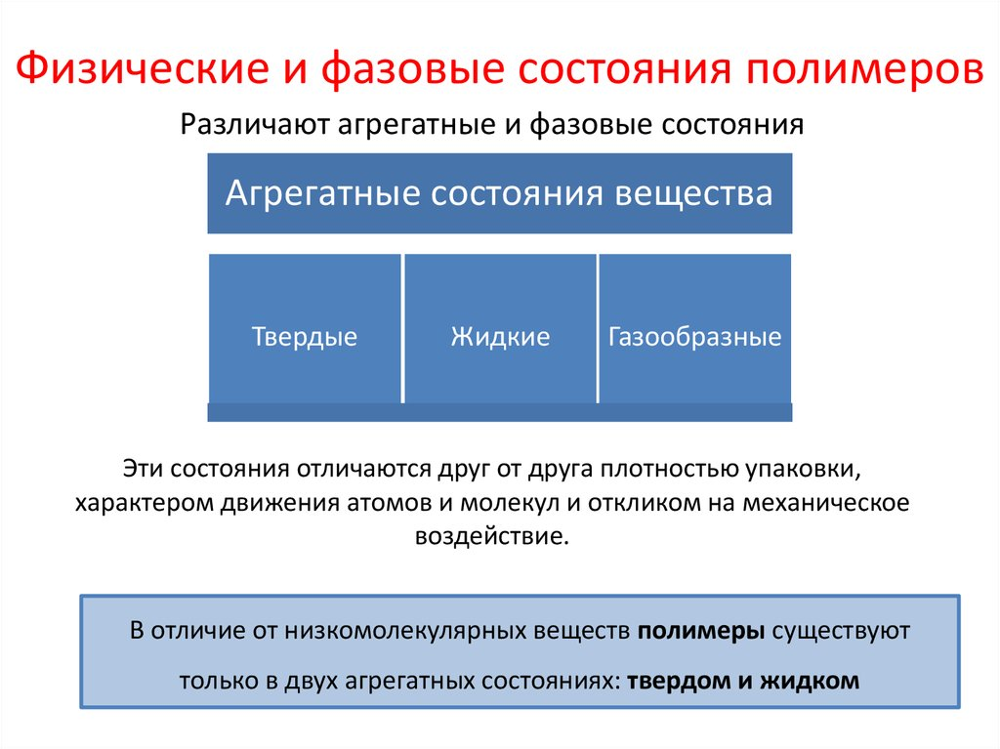 Физические и фазовые состояния полимеров
Различают агрегатные и фазовые состояния
Агрегатные состояния вещества
Твердые
Жидкие
Газообразные
Эти состояния отличаются друг от друга плотностью упаковки,
характером движения атомов и молекул и откликом на механическое
воздействие.
В отличие от низкомолекулярных веществ полимеры существуют
только в двух агрегатных состояниях: твердом и жидком